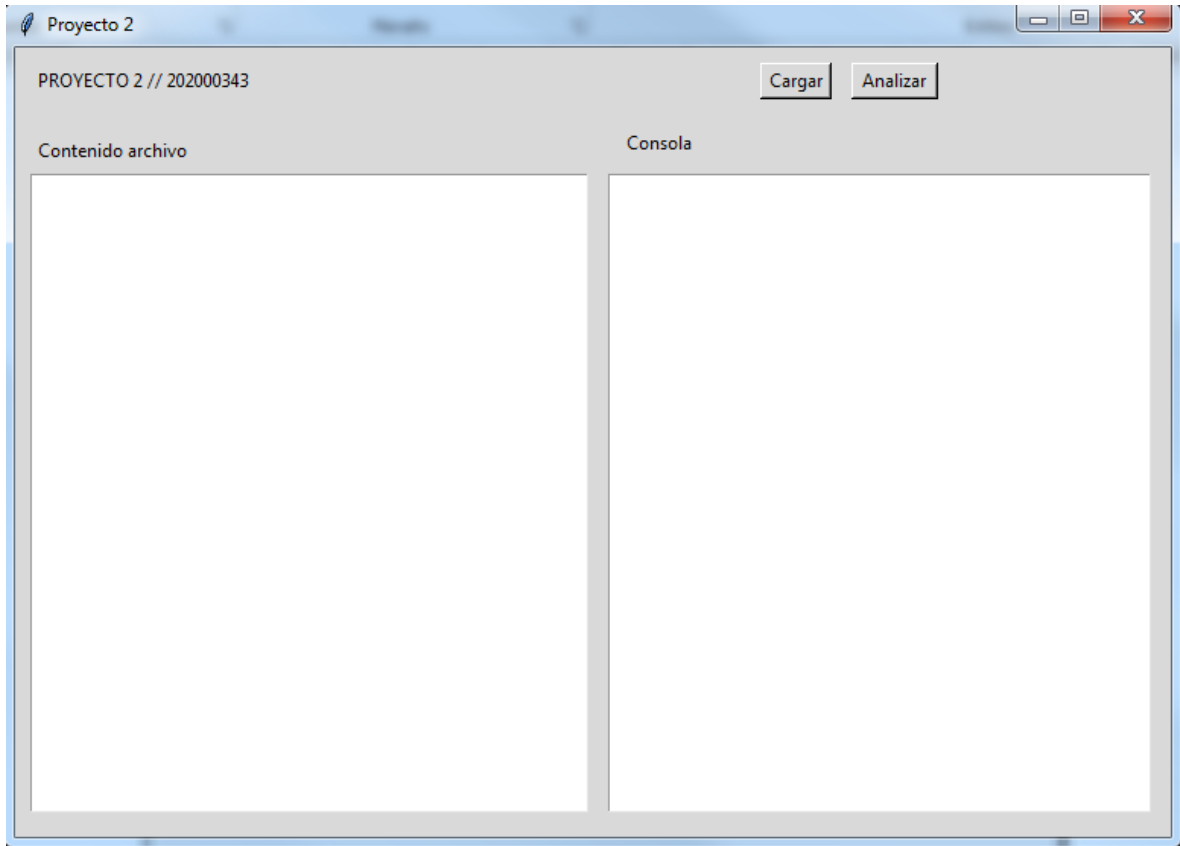 Proyecto 2
PROYECTO 2 // 202000343
Cargar
Analizar
Contenido archivo
Consola